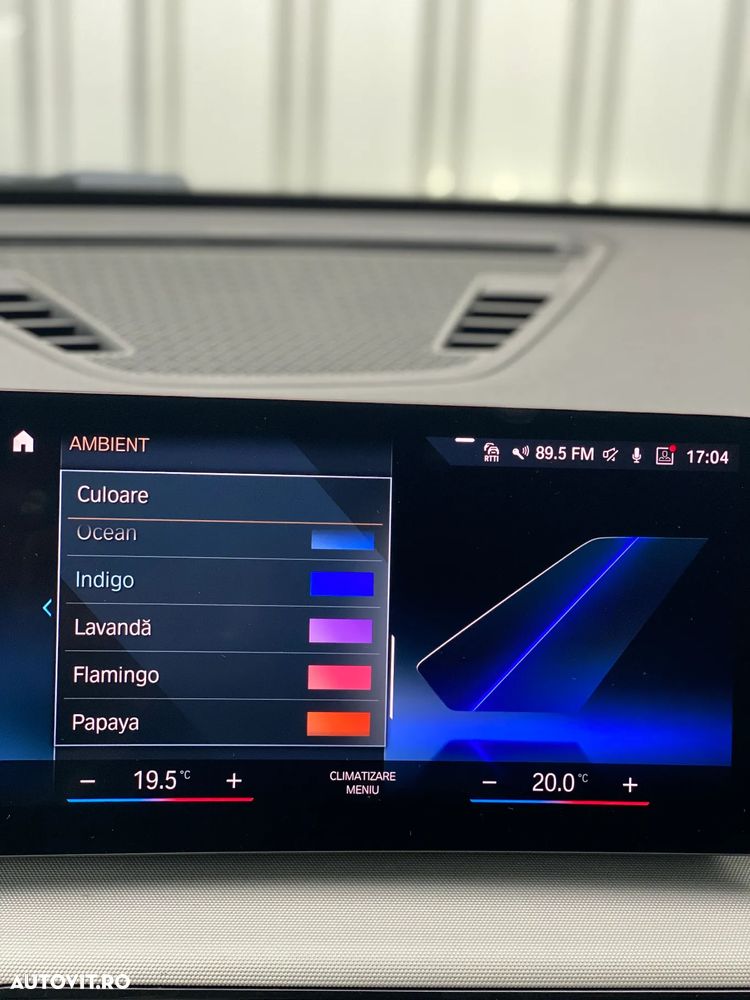 AMBIENT
RTTI
89.5 FM
17:04
Culoare
Ocean
Indigo
Lavandă
Flamingo
Papaya
− 19.5°C +
CLIMATIZARE
MENIU
− 20.0°C +
AUTOVIT.RO